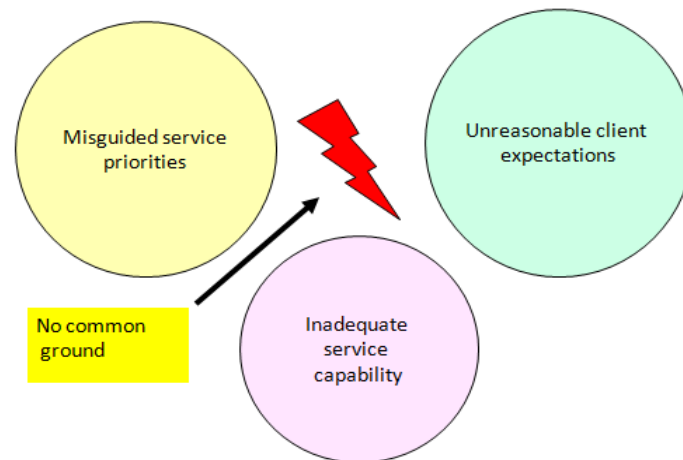 Misguided service
priorities
Unreasonable client
expectations
No common
ground
Inadequate
service
capability